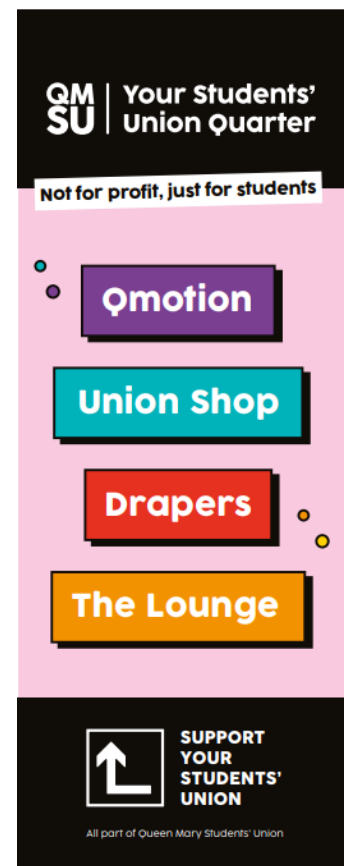 QM
SU
Your Students'
Union Quarter
Not for profit, just for students
Qmotion
Union Shop
Drapers
The Lounge
SUPPORT
YOUR
STUDENTS'
UNION
All part of Queen Mary Students' Union